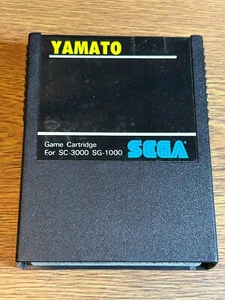 YAMATO
Game Cartridge
For SC-3000 SG-1000 SEGA